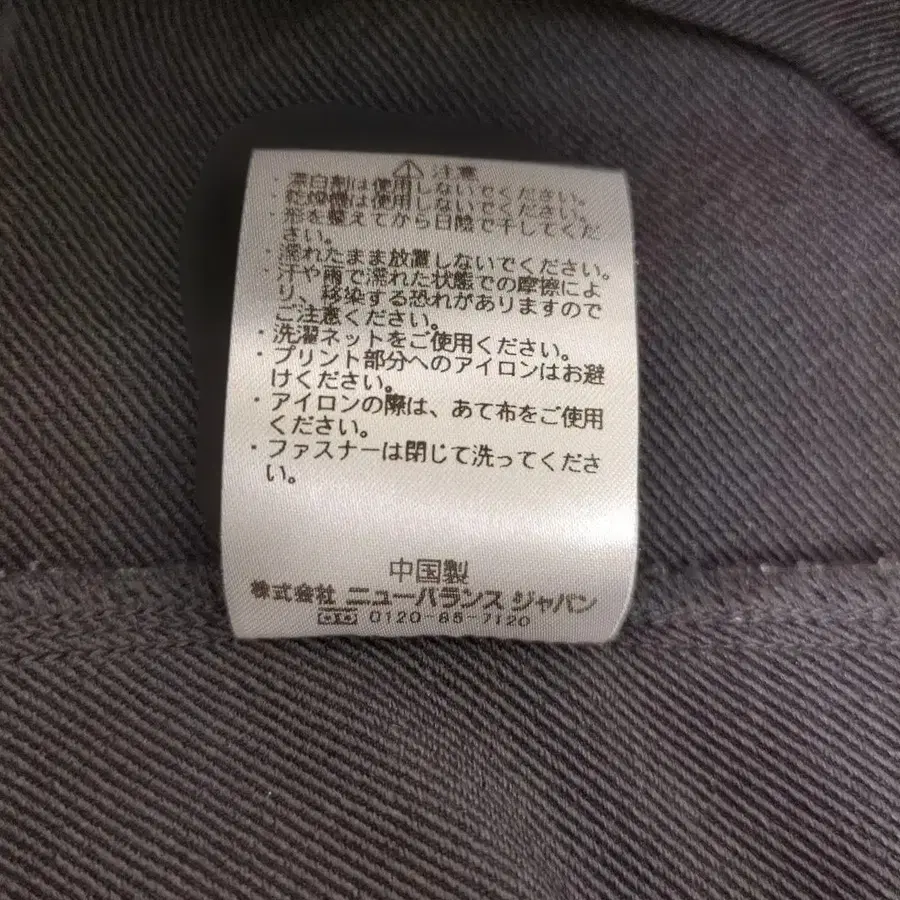 ⚠ 注意
・漂白剤は使用しないでください。
・乾燥機は使用しないでください。
・形を整えてから日陰で干してくだ
さい。
・濡れたまま放置しないでください。
・汗や雨で濡れた状態での摩擦によ
り、移染する恐れがありますので
ご注意ください。
・洗濯ネットをご使用ください。
・プリント部分へのアイロンはお避
けください。
・アイロンの際は、あて布をご使用
ください。
・ファスナーは閉じて洗ってくださ
い。
中国製
株式会社 ニューバランス ジャパン
0120-85-7120